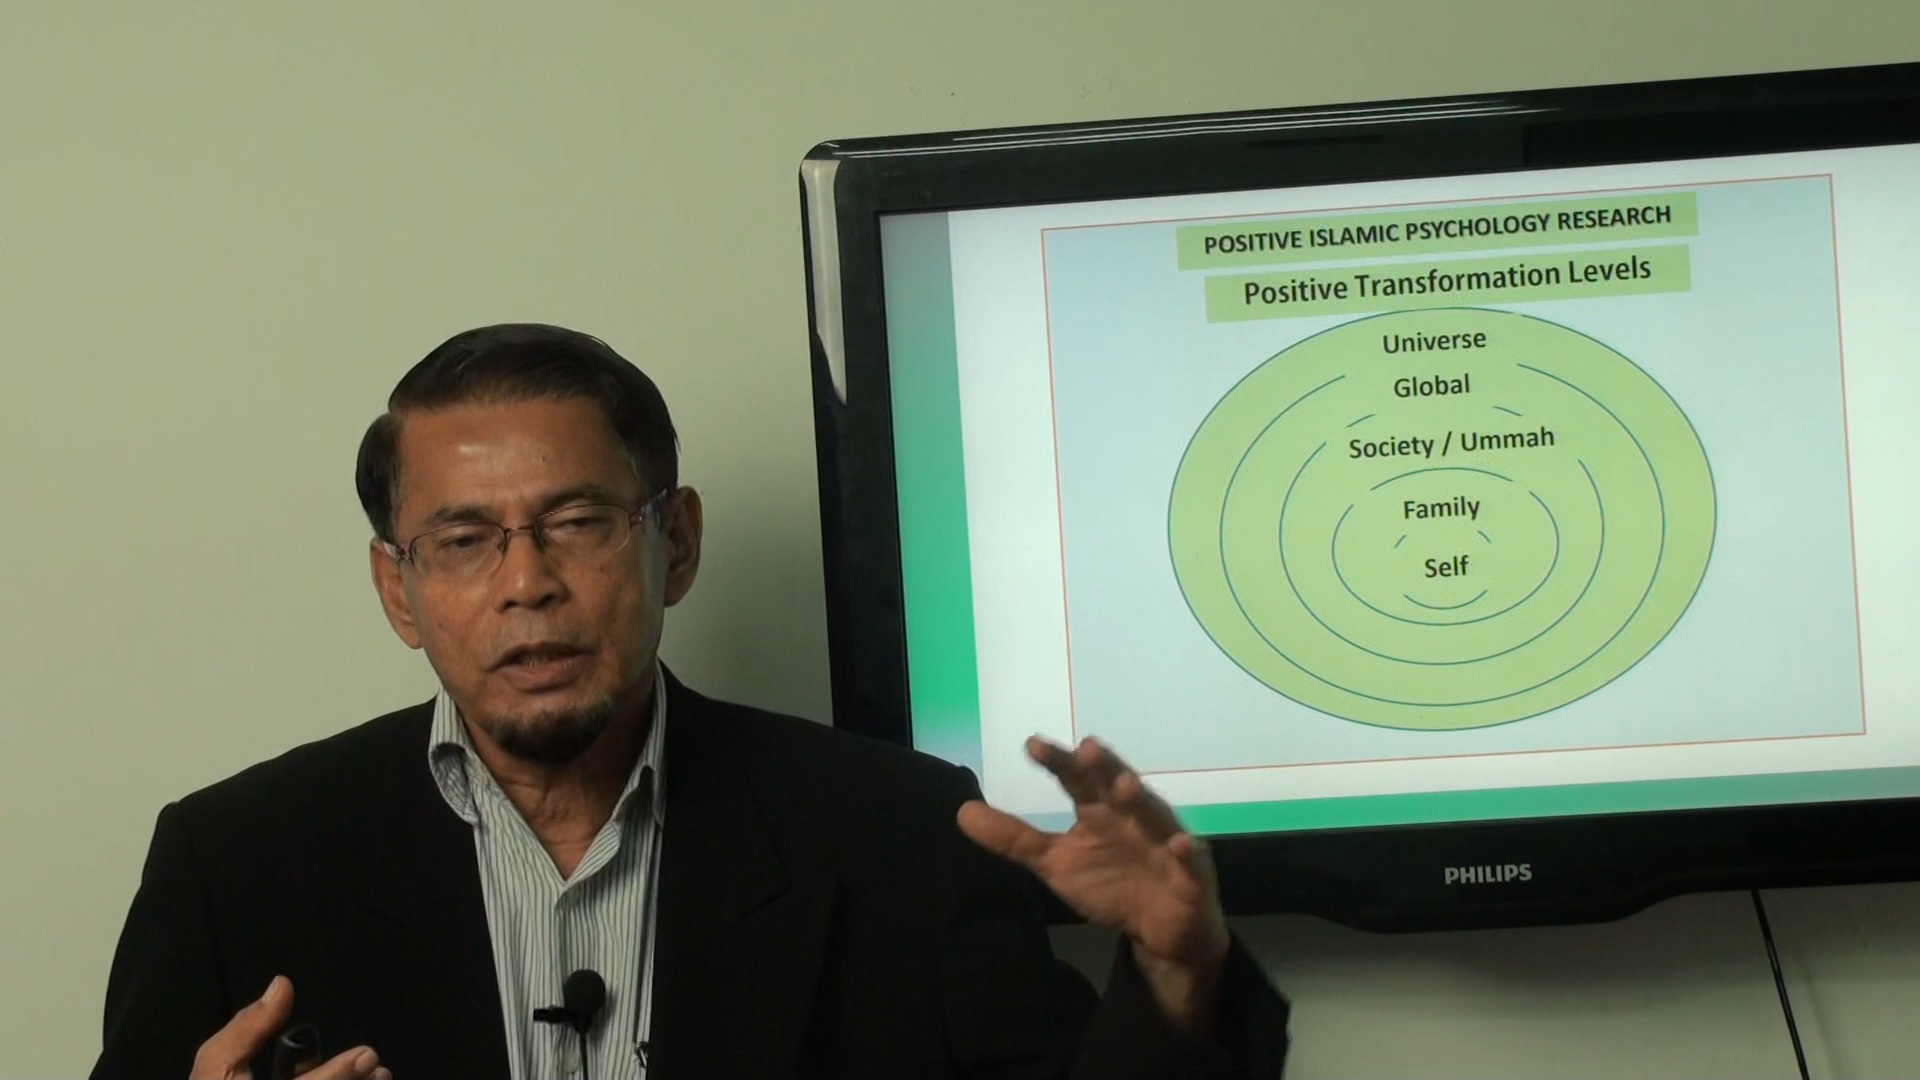 POSITIVE ISLAMIC PSYCHOLOGY RESEARCH
Positive Transformation Levels
Universe
Global
Society / Ummah
Family
Self
PHILIPS